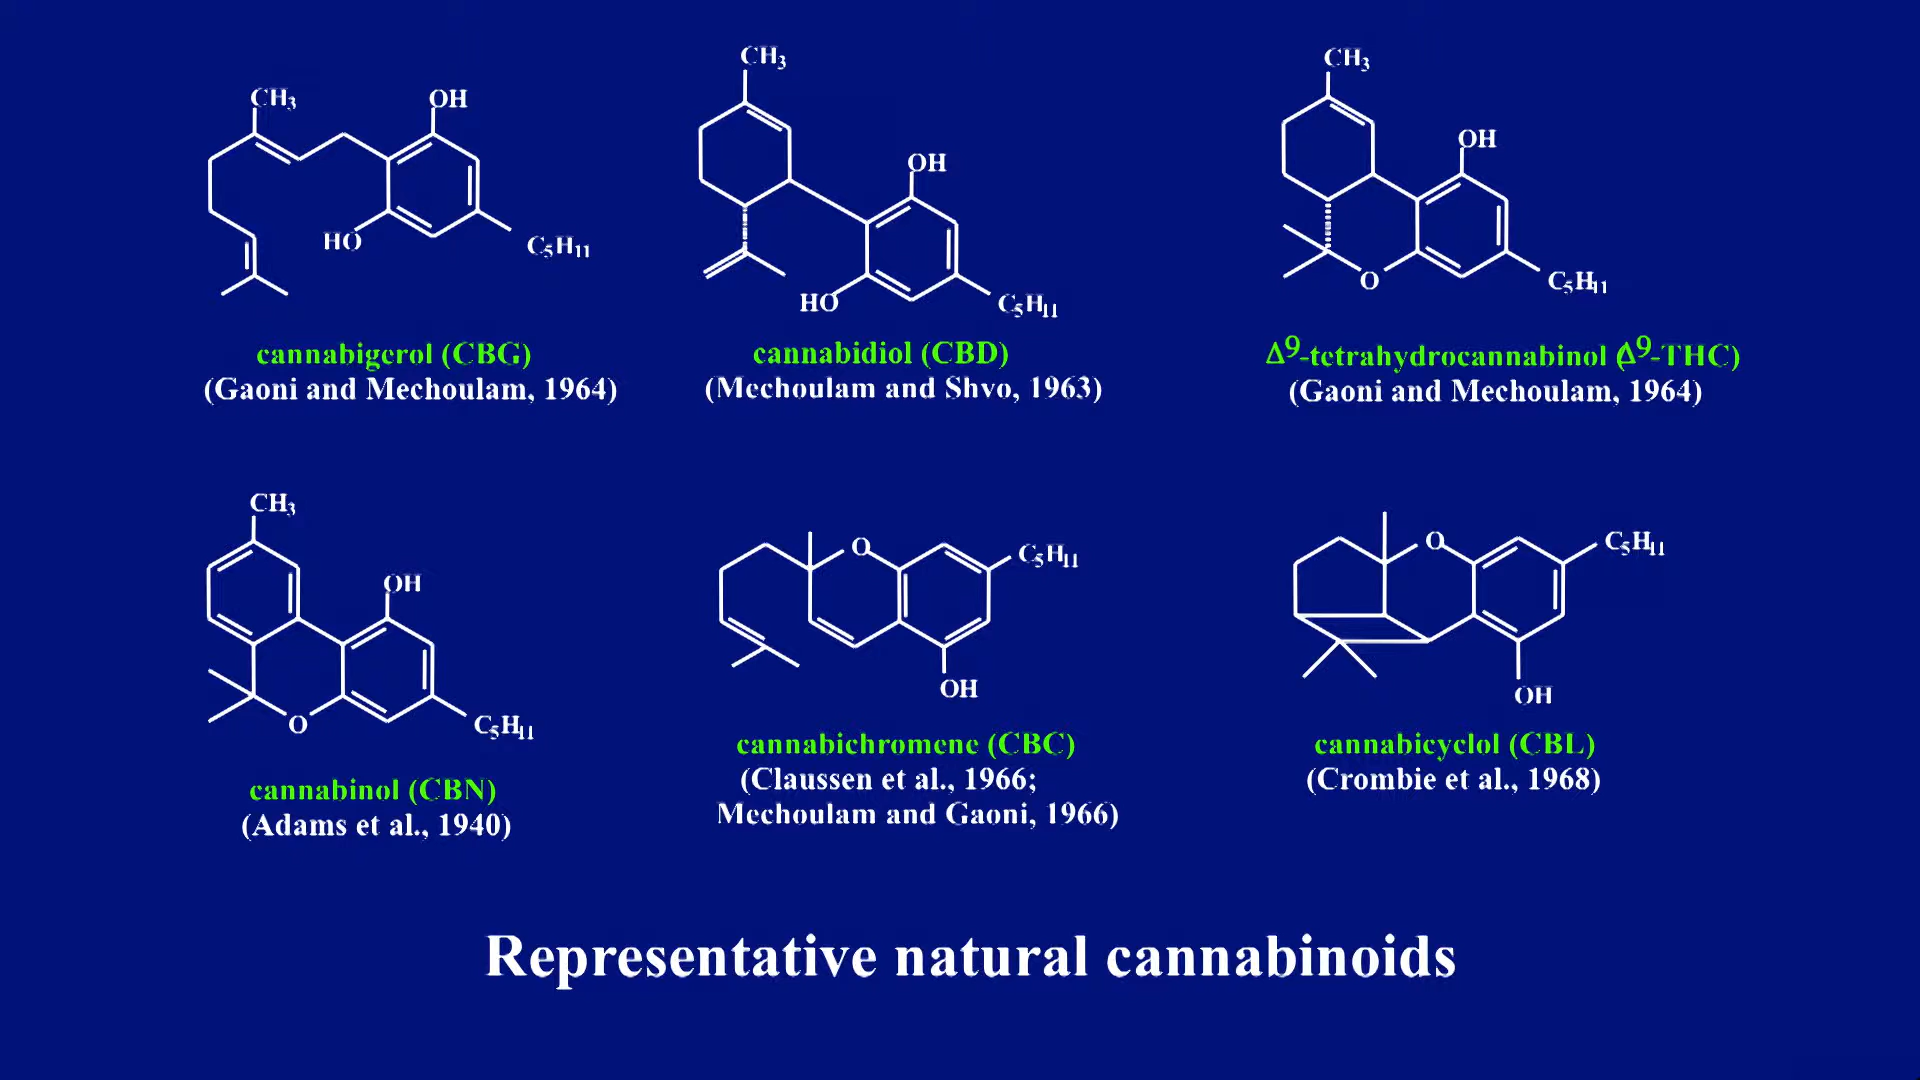 CH3
OH
HO
C5H11
cannabigerol (CBG)
(Gaoni and Mechoulam, 1964)
CH3
OH
HO
C5H11
cannabidiol (CBD)
(Mechoulam and Shvo, 1963)
CH3
OH
O
C5H11
Δ9-tetrahydrocannabinol (Δ9-THC)
(Gaoni and Mechoulam, 1964)
CH3
OH
O
C5H11
cannabinol (CBN)
(Adams et al., 1940)
O
C5H11
OH
cannabichromene (CBC)
(Claussen et al., 1966;
Mechoulam and Gaoni, 1966)
O
C5H11
OH
cannabicyclol (CBL)
(Crombie et al., 1968)
Representative natural cannabinoids